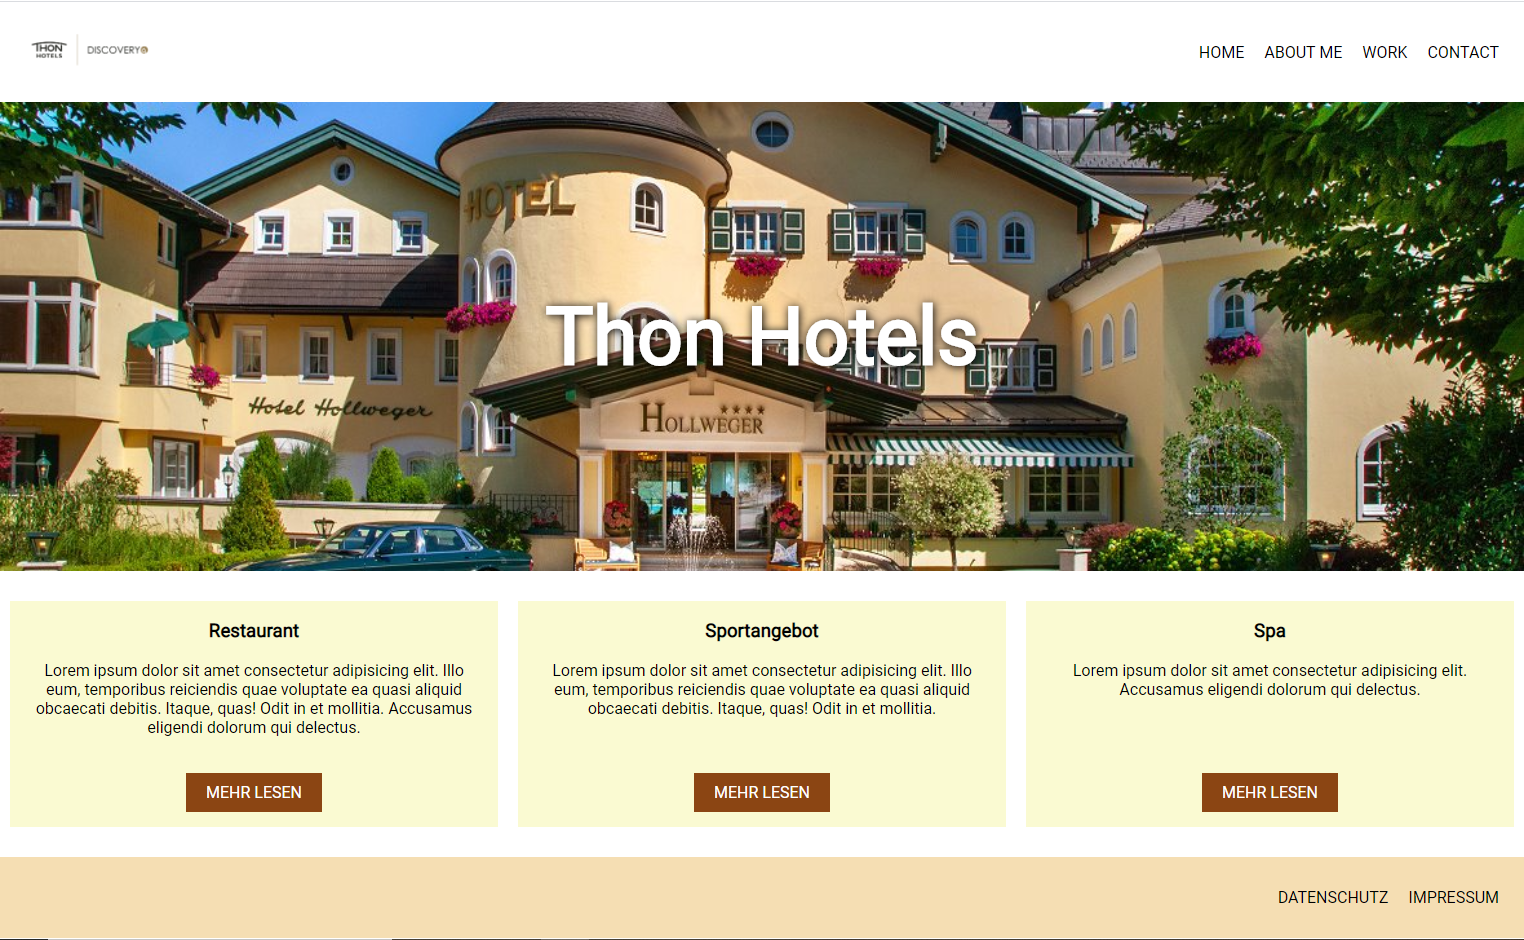 THON
HOTELS
DISCOVERY
HOME ABOUT ME WORK CONTACT
HOTEL
Thon Hotels
Hotel Hollweger
HOLLWEGER
Restaurant
Lorem ipsum dolor sit amet consectetur adipisicing elit. Illo
eum, temporibus reiciendis quae voluptate ea quasi aliquid
obcaecati debitis. Itaque, quas! Odit in et mollitia. Accusamus
eligendi dolorum qui delectus.
MEHR LESEN
Sportangebot
Lorem ipsum dolor sit amet consectetur adipisicing elit. Illo
eum, temporibus reiciendis quae voluptate ea quasi aliquid
obcaecati debitis. Itaque, quas! Odit in et mollitia.
MEHR LESEN
Spa
Lorem ipsum dolor sit amet consectetur adipisicing elit.
Accusamus eligendi dolorum qui delectus.
MEHR LESEN
DATENSCHUTZ IMPRESSUM